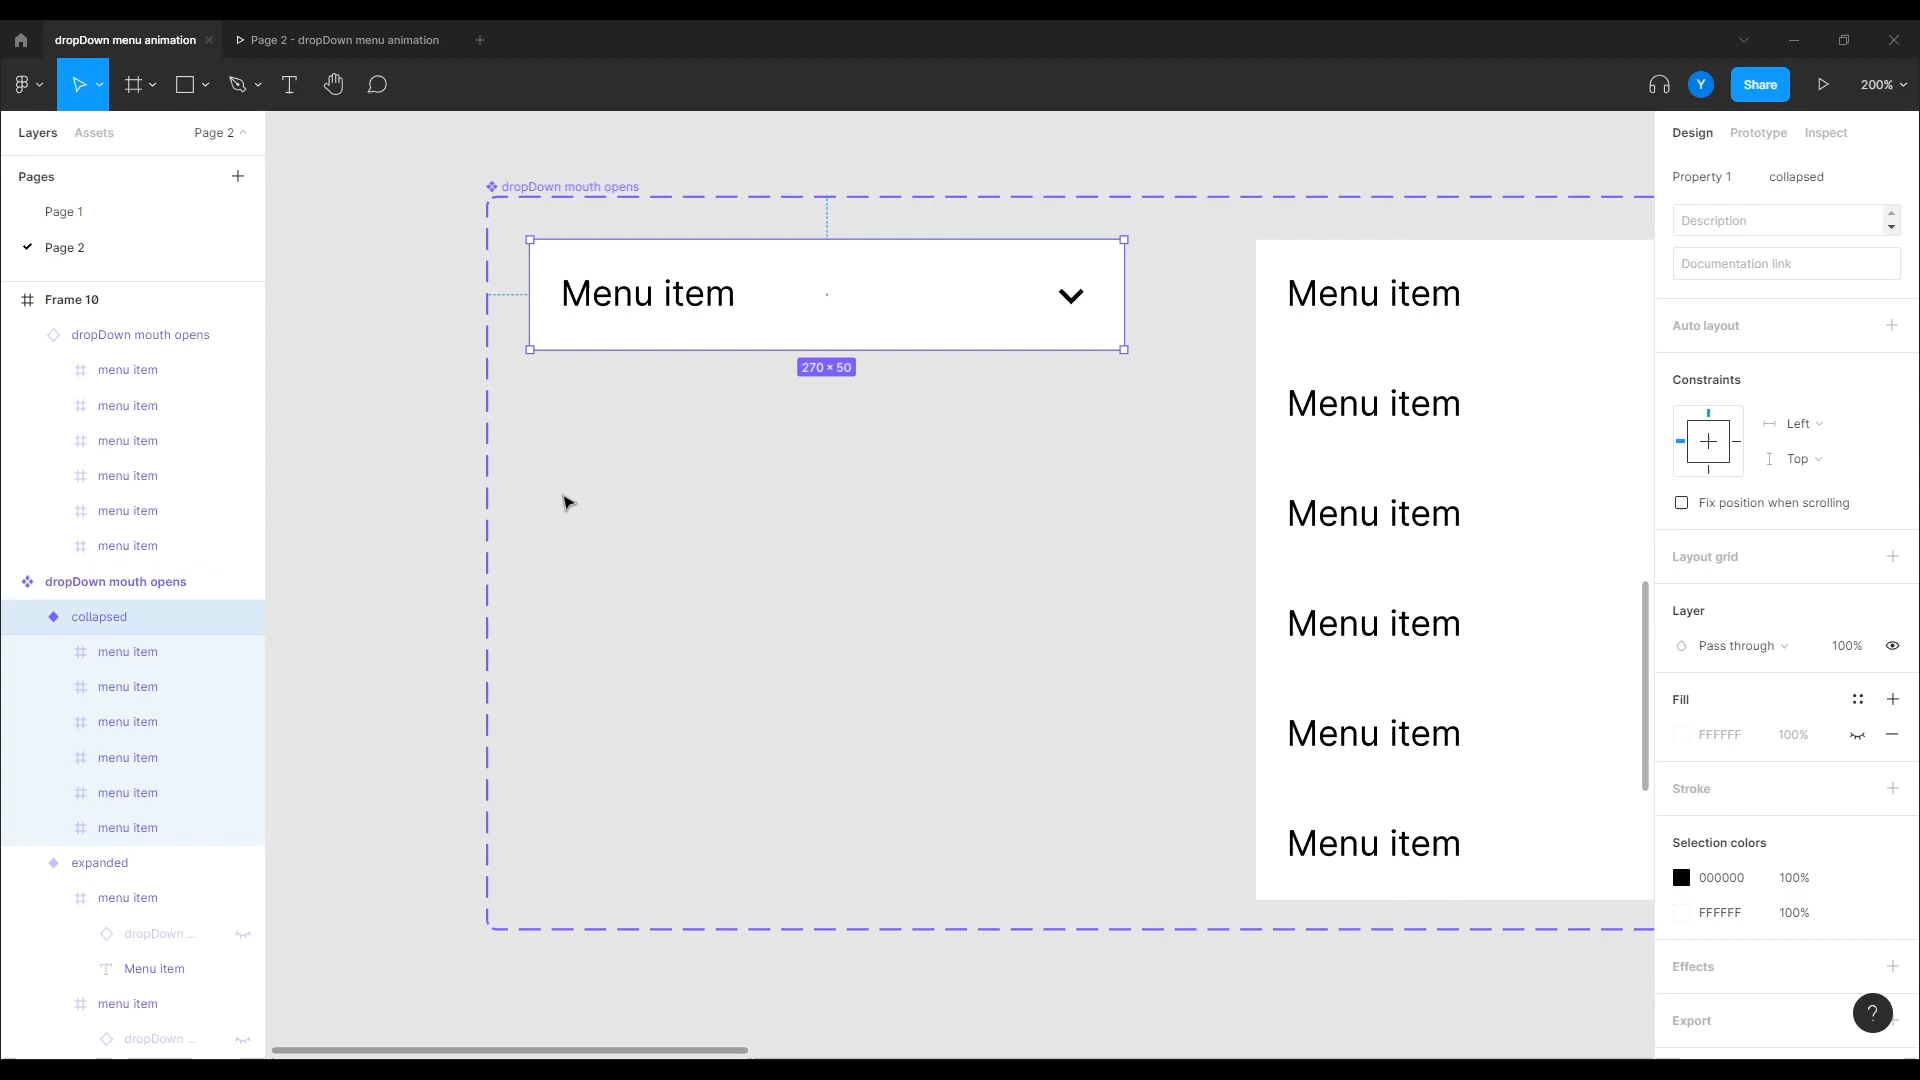 dropDown menu animation
Page 2 - dropDown menu animation
Y
Share
200%
Layers
Assets
Page 2
Pages
Page 1
Page 2
Frame 10
dropDown mouth opens
menu item
menu item
menu item
menu item
menu item
menu item
dropDown mouth opens
collapsed
menu item
menu item
menu item
menu item
menu item
menu item
expanded
menu item
dropDown ...
Menu item
menu item
dropDown ...
dropDown mouth opens
Menu item
270 × 50
Menu item
Menu item
Menu item
Menu item
Menu item
Menu item
Design
Prototype
Inspect
Property 1
collapsed
Description
Documentation link
Auto layout
Constraints
Left
Top
Fix position when scrolling
Layout grid
Layer
Pass through
100%
Fill
FFFFFF
100%
Stroke
Selection colors
000000
100%
FFFFFF
100%
Effects
Export
?